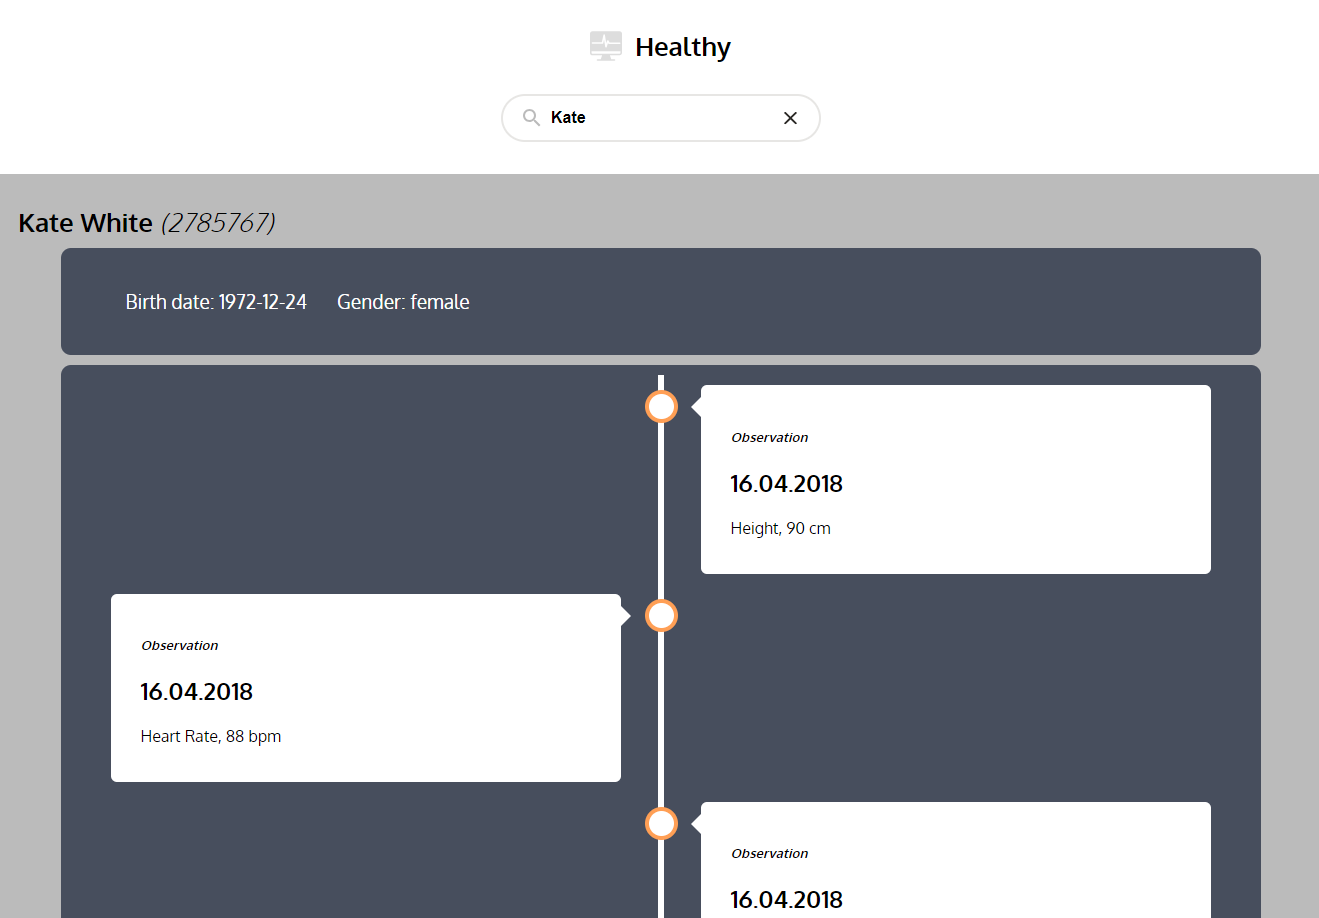 Healthy
Kate
Kate White (2785767)
Birth date: 1972-12-24 Gender: female
Observation
16.04.2018
Height, 90 cm
Observation
16.04.2018
Heart Rate, 88 bpm
Observation
16.04.2018